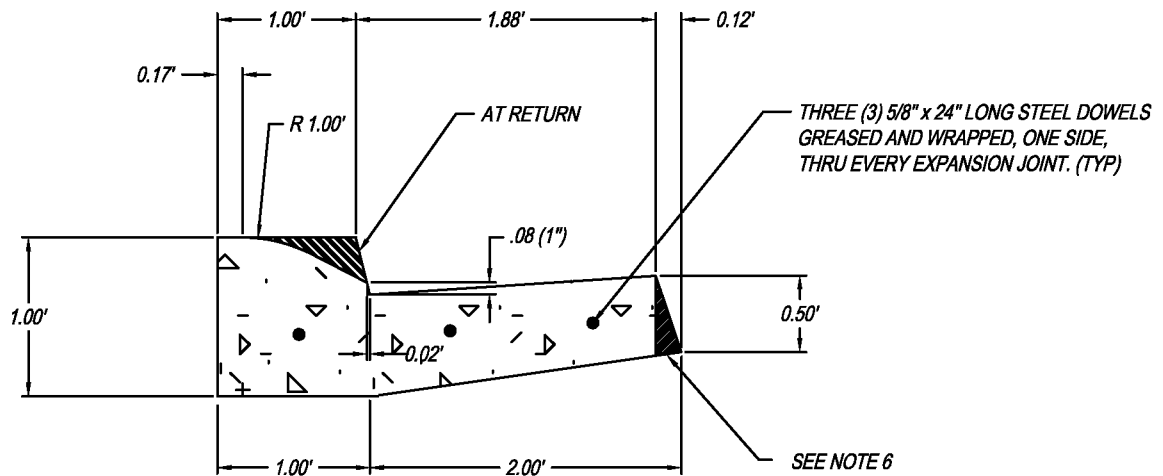 1.00'
1.88'
0.12'
0.17'
R 1.00'
AT RETURN
THREE (3) 5/8" x 24" LONG STEEL DOWELS
GREASED AND WRAPPED, ONE SIDE,
THRU EVERY EXPANSION JOINT. (TYP)
.08 (1")
1.00'
0.50'
0.02'
1.00'
2.00'
SEE NOTE 6